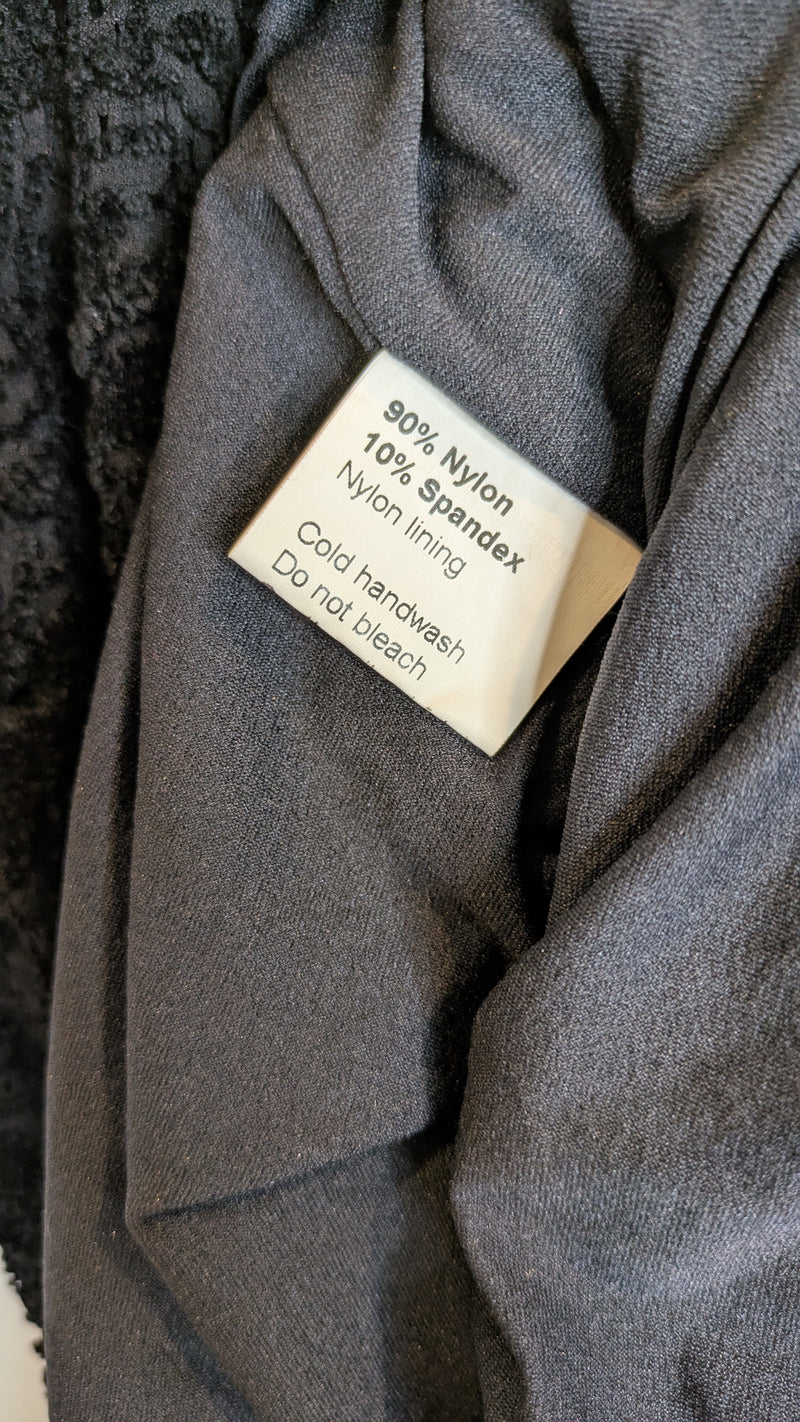 90% Nylon
10% Spandex
Nylon lining
Cold handwash
Do not bleach